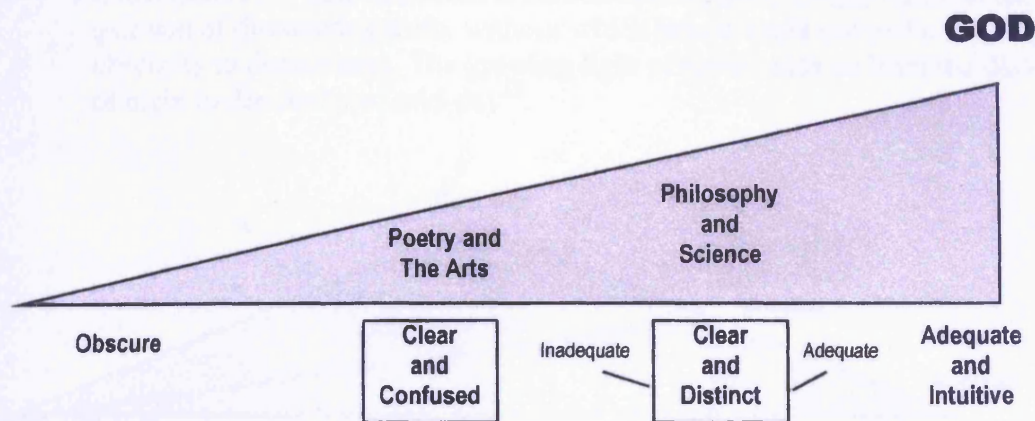 GOD
Philosophy
and
Science
Poetry and
The Arts
Obscure
Clear
and
Confused
Inadequate
Clear
and
Distinct
Adequate
Adequate
and
Intuitive